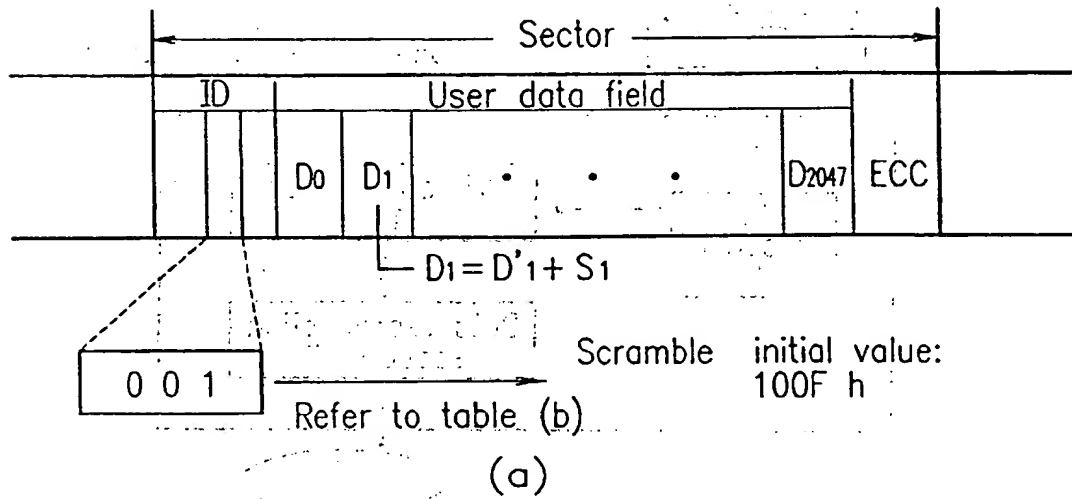 Sector
ID User data field
D0 D1 . . . D2047 ECC
D1=D'1+ S1
Scramble initial value:
0 0 1 100F h
Refer to table (b)
(a)